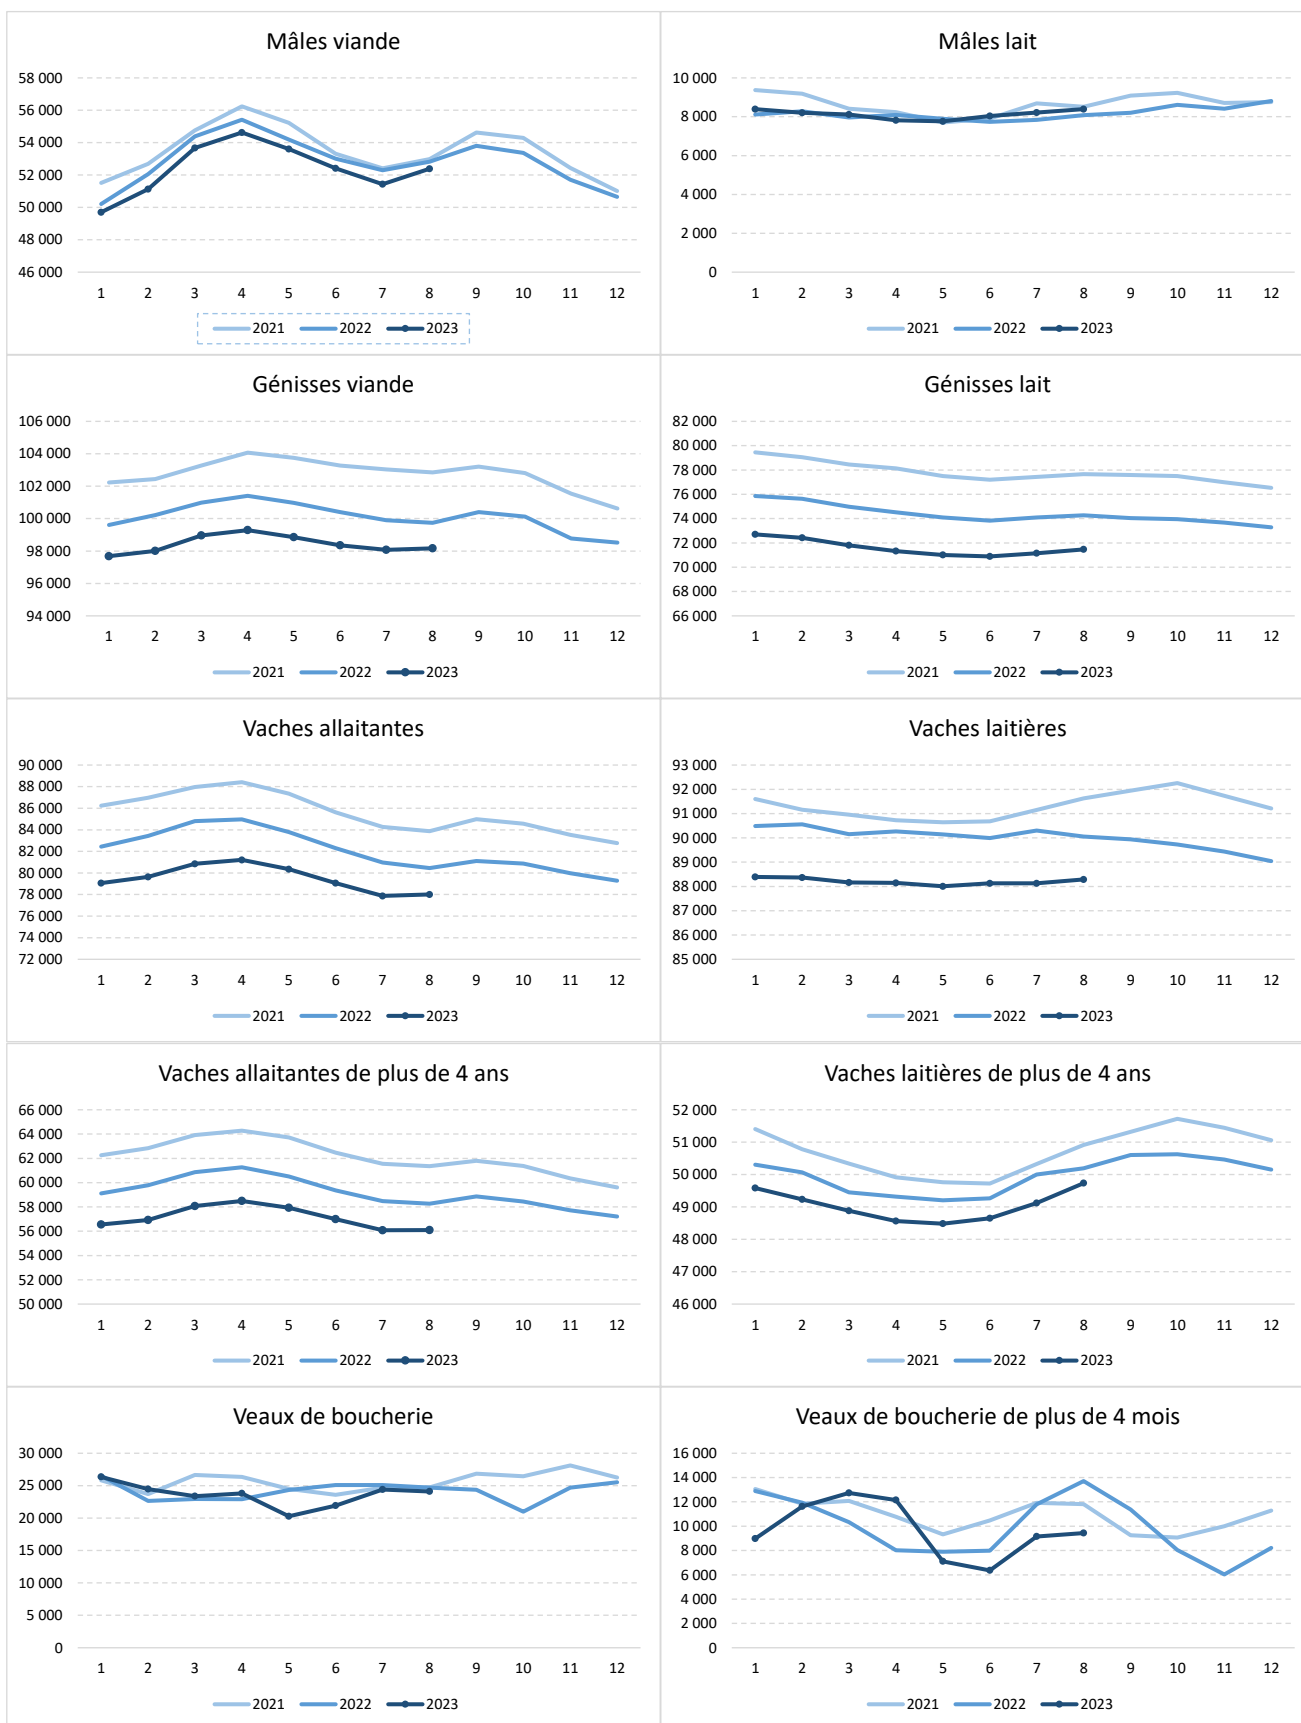 Mâles viande
58 000
56 000
54 000
52 000
50 000
48 000
46 000
1 2 3 4 5 6 7 8 9 10 11 12
2021 2022 2023
Mâles lait
10 000
8 000
6 000
4 000
2 000
0
1 2 3 4 5 6 7 8 9 10 11 12
2021 2022 2023
Génisses viande
106 000
104 000
102 000
100 000
98 000
96 000
94 000
1 2 3 4 5 6 7 8 9 10 11 12
2021 2022 2023
Génisses lait
82 000
80 000
78 000
76 000
74 000
72 000
70 000
68 000
66 000
1 2 3 4 5 6 7 8 9 10 11 12
2021 2022 2023
Vaches allaitantes
90 000
88 000
86 000
84 000
82 000
80 000
78 000
76 000
74 000
72 000
1 2 3 4 5 6 7 8 9 10 11 12
2021 2022 2023
Vaches laitières
93 000
92 000
91 000
90 000
89 000
88 000
87 000
86 000
85 000
1 2 3 4 5 6 7 8 9 10 11 12
2021 2022 2023
Vaches allaitantes de plus de 4 ans
66 000
64 000
62 000
60 000
58 000
56 000
54 000
52 000
50 000
1 2 3 4 5 6 7 8 9 10 11 12
2021 2022 2023
Vaches laitières de plus de 4 ans
52 000
51 000
50 000
49 000
48 000
47 000
46 000
1 2 3 4 5 6 7 8 9 10 11 12
2021 2022 2023
Veaux de boucherie
30 000
25 000
20 000
15 000
10 000
5 000
0
1 2 3 4 5 6 7 8 9 10 11 12
2021 2022 2023
Veaux de boucherie de plus de 4 mois
16 000
14 000
12 000
10 000
8 000
6 000
4 000
2 000
0
1 2 3 4 5 6 7 8 9 10 11 12
2021 2022 2023